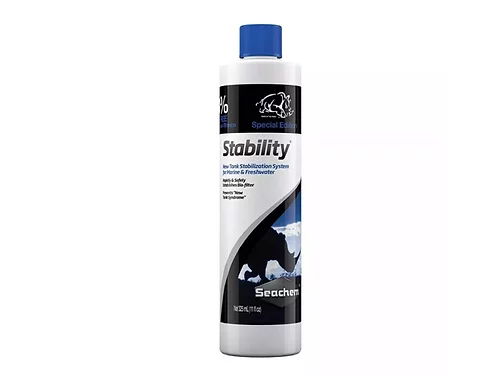 %
Special Edition
Stability
New Tank Stabilization System
for Marine & Freshwater
Rapidly & Safely
Establishes Bio-filter
Prevents "New
Tank Syndrome"
Seachem
Net 325 mL (11 fl oz)